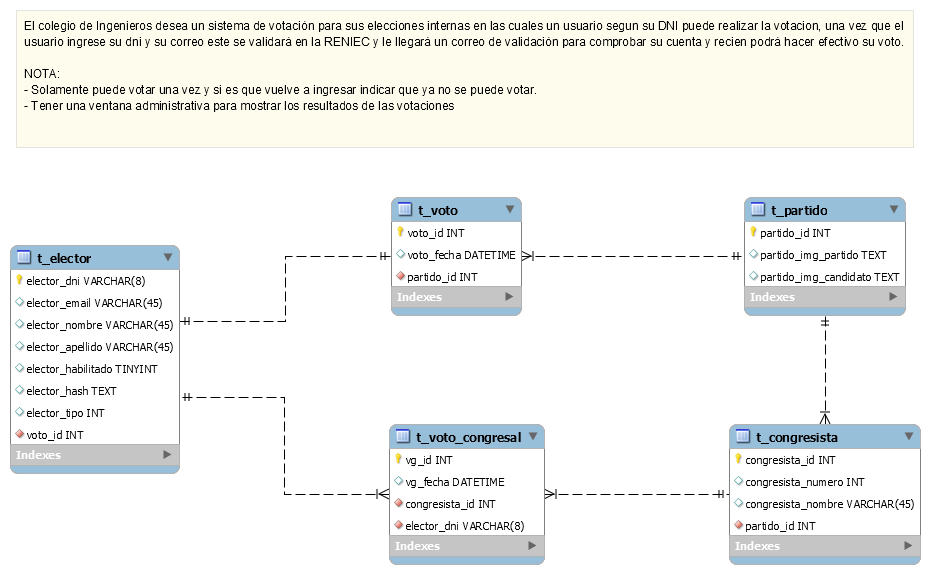 El colegio de Ingenieros desea un sistema de votación para sus elecciones internas en las cuales un usuario segun su DNI puede realizar la votacion, una vez que el
usuario ingrese su dni y su correo este se validará en la RENIEC y le llegará un correo de validación para comprobar su cuenta y recien podrá hacer efectivo su voto.
NOTA:
- Solamente puede votar una vez y si es que vuelve a ingresar indicar que ya no se puede votar.
- Tener una ventana administrativa para mostrar los resultados de las votaciones
t_elector
elector_dni VARCHAR(8)
elector_email VARCHAR(45)
elector_nombre VARCHAR(45)
elector_apellido VARCHAR(45)
elector_habilitado TINYINT
elector_hash TEXT
elector_tipo INT
voto_id INT
Indexes
t_voto
voto_id INT
voto_fecha DATETIME
partido_id INT
Indexes
t_partido
partido_id INT
partido_img_partido TEXT
partido_img_candidato TEXT
Indexes
t_voto_congresal
vg_id INT
vg_fecha DATETIME
congresista_id INT
elector_dni VARCHAR(8)
Indexes
t_congresista
congresista_id INT
congresista_numero INT
congresista_nombre VARCHAR(45)
partido_id INT
Indexes